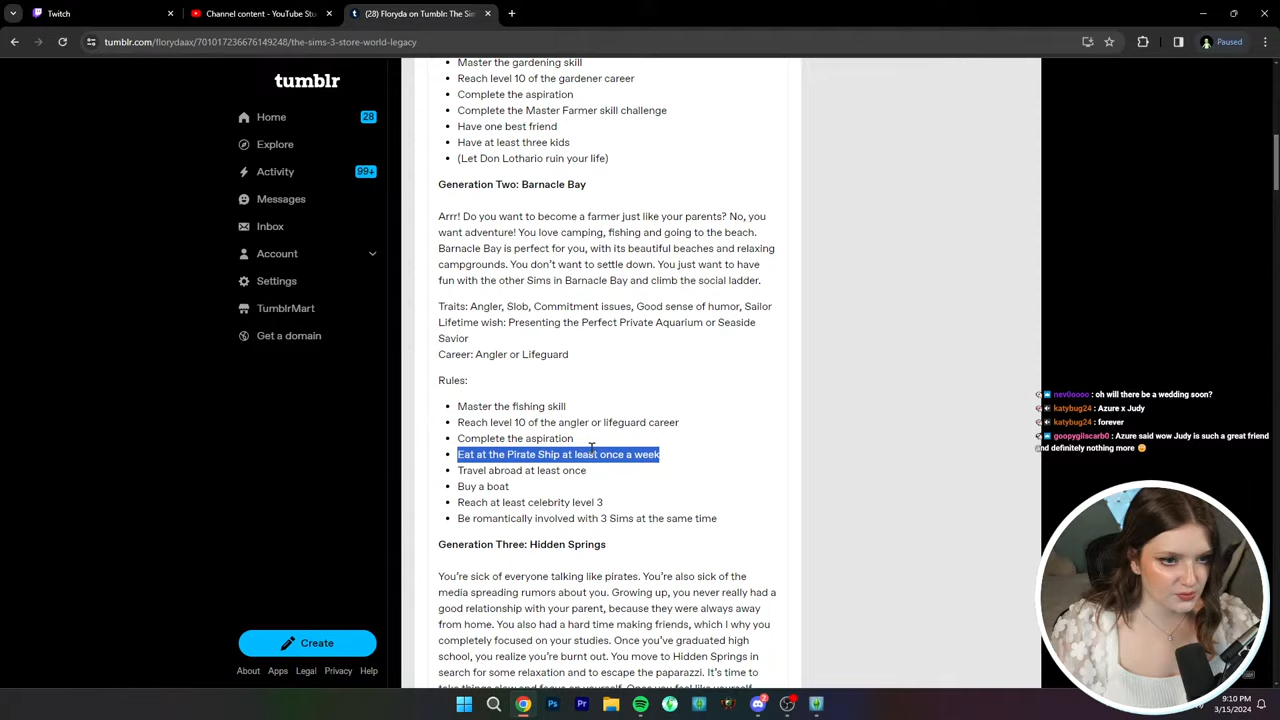 Twitch
Channel content - YouTube Stu
(28) Floryda on Tumblr: The Sim
tumblr.com/florydaax/701017236676149248/the-sims-3-store-world-legacy
Paused
tumblr
Home
28
Explore
Activity
99+
Messages
Inbox
Account
Settings
TumblrMart
Get a domain
Create
About Apps Legal Privacy Help
• Master the gardening skill
• Reach level 10 of the gardener career
• Complete the aspiration
• Complete the Master Farmer skill challenge
• Have one best friend
• Have at least three kids
• (Let Don Lothario ruin your life)
Generation Two: Barnacle Bay
Arrr! Do you want to become a farmer just like your parents? No, you
want adventure! You love camping, fishing and going to the beach.
Barnacle Bay is perfect for you, with its beautiful beaches and relaxing
campgrounds. You don’t want to settle down. You just want to have
fun with the other Sims in Barnacle Bay and climb the social ladder.
Traits: Angler, Slob, Commitment issues, Good sense of humor, Sailor
Lifetime wish: Presenting the Perfect Private Aquarium or Seaside
Savior
Career: Angler or Lifeguard
Rules:
• Master the fishing skill
• Reach level 10 of the angler or lifeguard career
• Complete the aspiration
• Eat at the Pirate Ship at least once a week
• Travel abroad at least once
• Buy a boat
• Reach at least celebrity level 3
• Be romantically involved with 3 Sims at the same time
Generation Three: Hidden Springs
You’re sick of everyone talking like pirates. You’re also sick of the
media spreading rumors about you. Growing up, you never really had a
good relationship with your parent, because they were always away
from home. You also had a hard time making friends, which I why you
completely focused on your studies. Once you’ve graduated high
school, you realize you’re burnt out. You move to Hidden Springs in
search for some relaxation and to escape the paparazzi. It’s time to
nev0oooo : oh will there be a wedding soon?
katybug24 : Azure x Judy
katybug24 : forever
goopygilscarb0 : Azure said wow Judy is such a great friend
and definitely nothing more
9:10 PM
3/15/2024